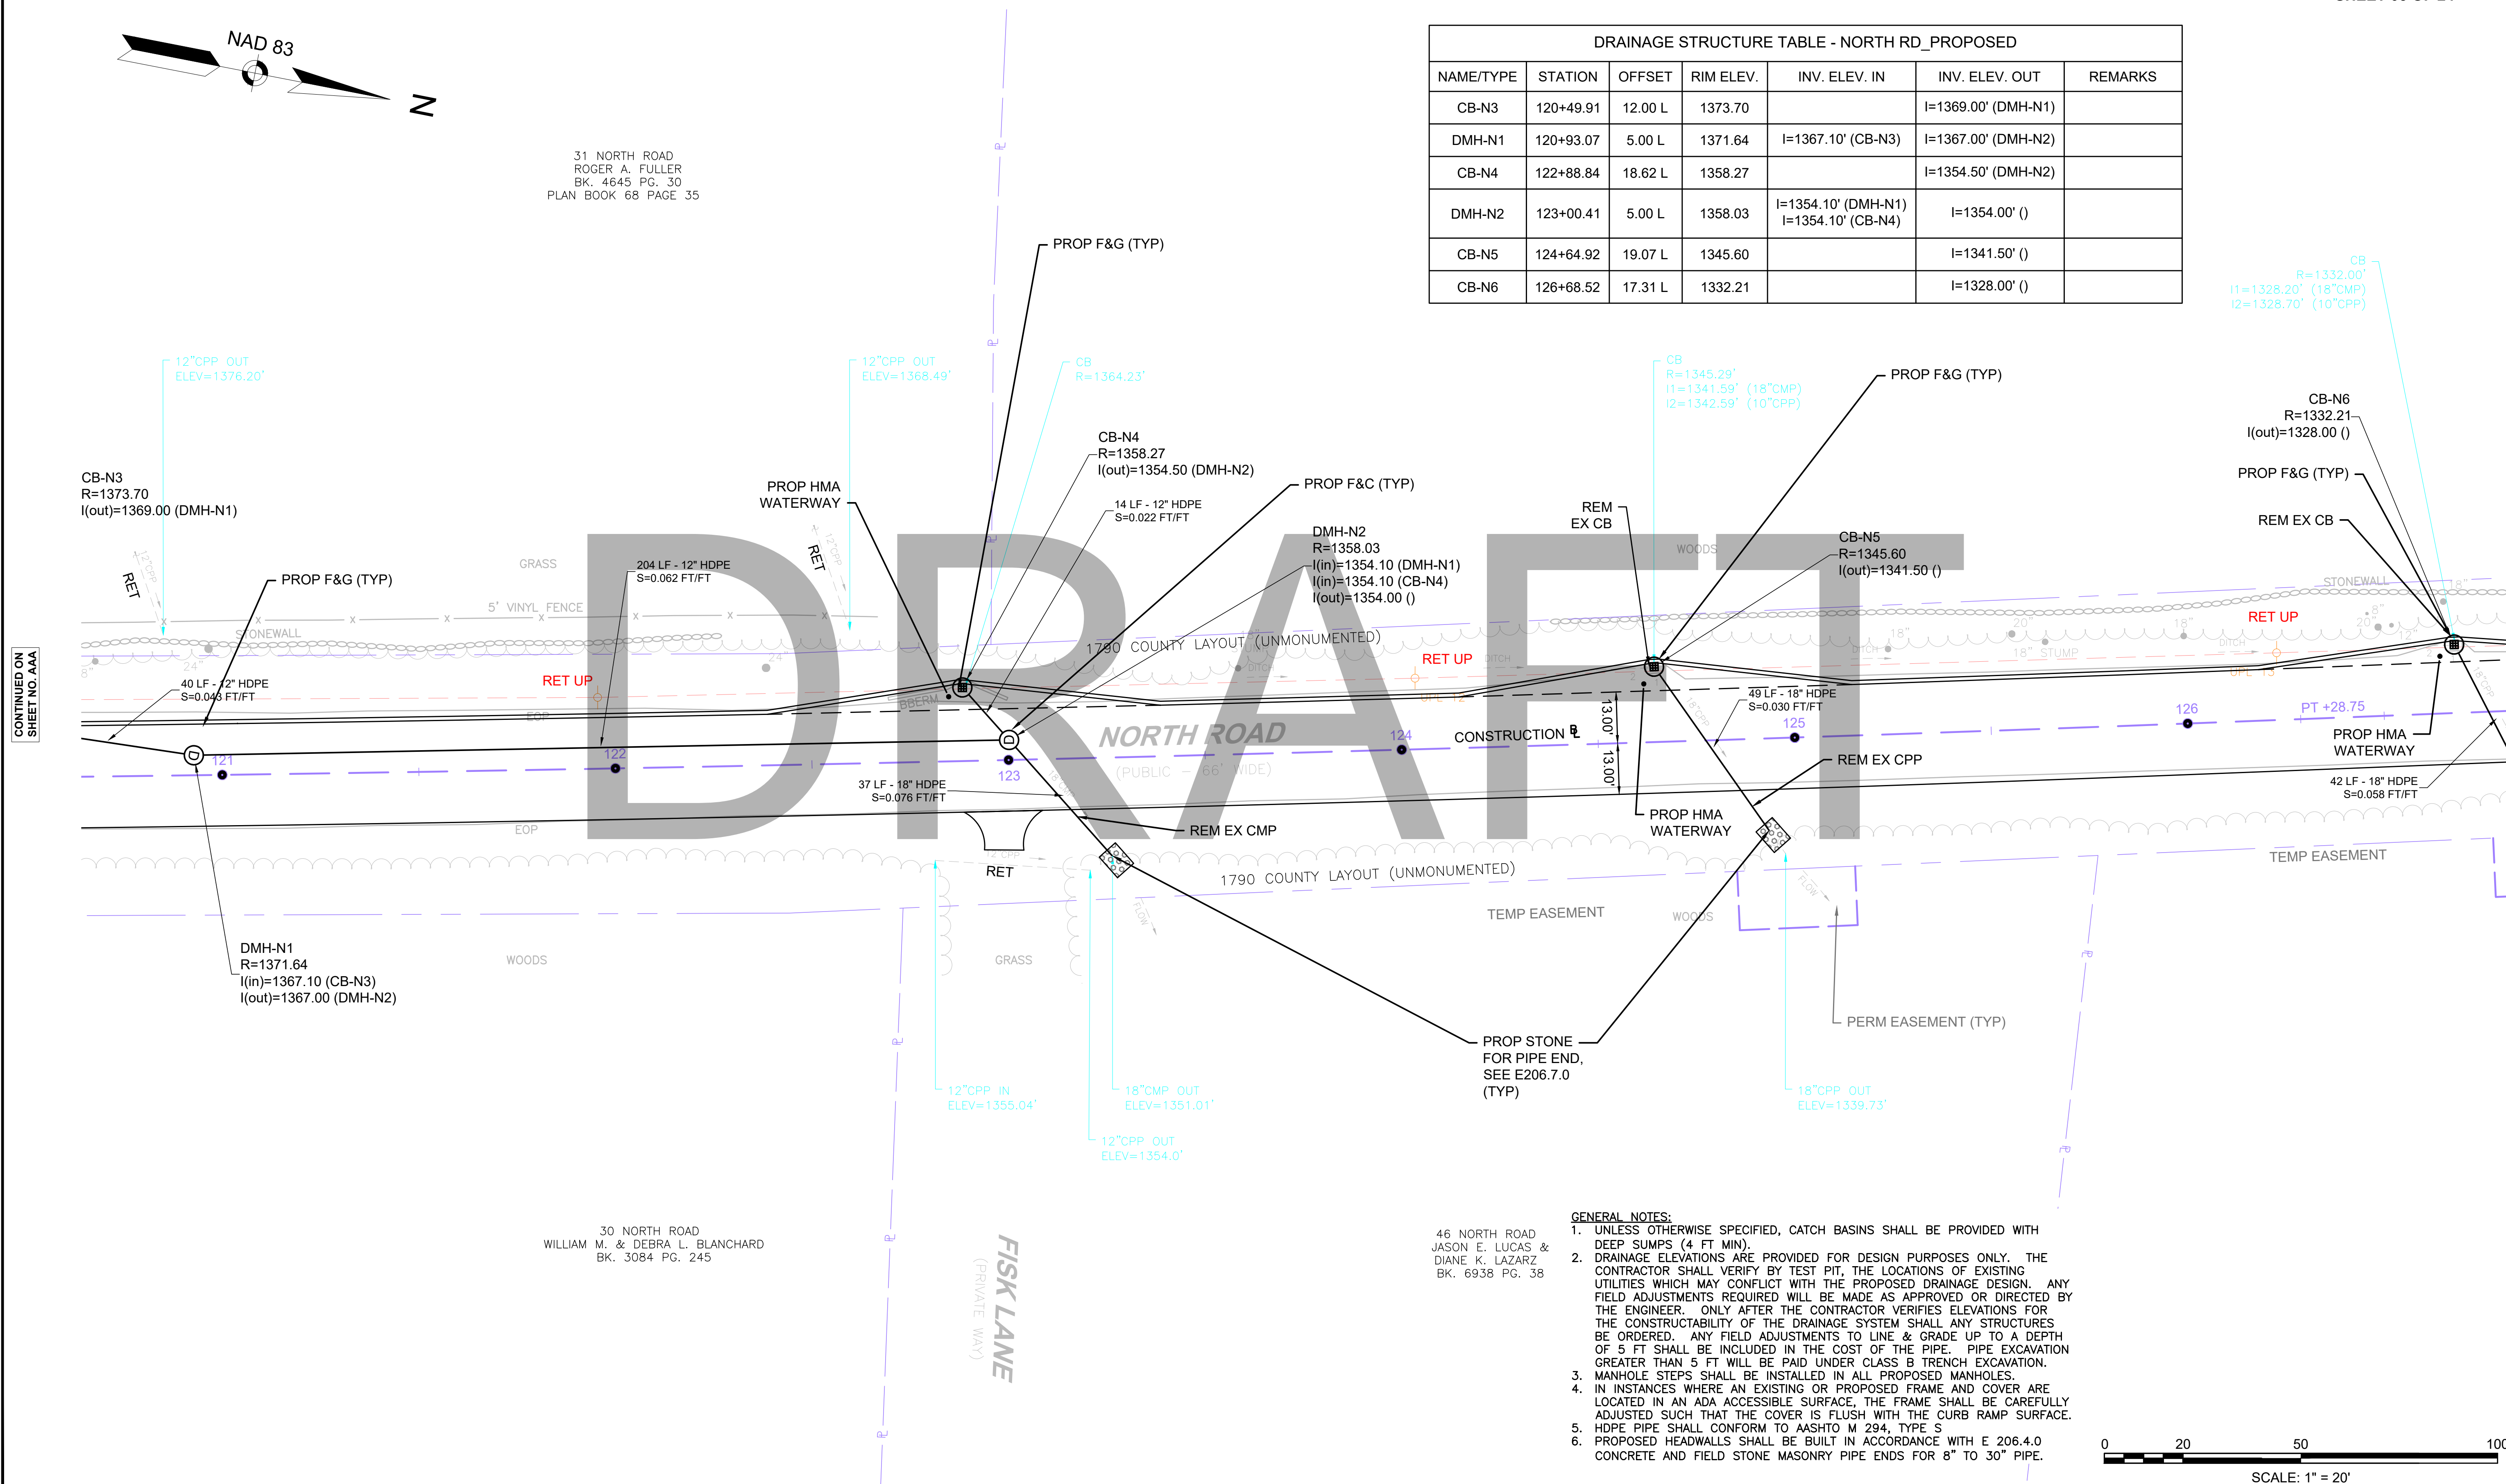 NAD 83
N
31 NORTH ROAD
ROGER A. FULLER
BK. 4645 PG. 30
PLAN BOOK 68 PAGE 35
DRAINAGE STRUCTURE TABLE - NORTH RD_PROPOSED
NAME/TYPE STATION OFFSET RIM ELEV. INV. ELEV. IN INV. ELEV. OUT REMARKS
CB-N3 120+49.91 12.00 L 1373.70 I=1369.00' (DMH-N1)
DMH-N1 120+93.07 5.00 L 1371.64 I=1367.10' (CB-N3) I=1367.00' (DMH-N2)
CB-N4 122+88.84 18.62 L 1358.27 I=1354.50' (DMH-N2)
DMH-N2 123+00.41 5.00 L 1358.03 I=1354.10' (DMH-N1) I=1354.00' ()
I=1354.10' (CB-N4)
CB-N5 124+64.92 19.07 L 1345.60 I=1341.50' ()
CB-N6 126+68.52 17.31 L 1332.21 I=1328.00' ()
PROP F&G (TYP)
CB
R=1332.00'
I1=1328.20' (18"CMP)
I2=1328.70' (10"CPP)
12"CPP OUT
ELEV=1376.20'
12"CPP OUT
ELEV=1368.49'
CB
R=1364.23'
CB
R=1345.29'
I1=1341.59' (18"CMP)
I2=1342.59' (10"CPP)
PROP F&G (TYP)
CB-N6
R=1332.21
I(out)=1328.00 ()
PROP F&G (TYP)
REM EX CB
CB-N3
R=1373.70
I(out)=1369.00 (DMH-N1)
PROP HMA
WATERWAY
CB-N4
R=1358.27
I(out)=1354.50 (DMH-N2)
14 LF - 12" HDPE
S=0.022 FT/FT
PROP F&C (TYP)
DMH-N2
R=1358.03
I(in)=1354.10 (DMH-N1)
I(in)=1354.10 (CB-N4)
I(out)=1354.00 ()
REM
EX CB
CB-N5
R=1345.60
I(out)=1341.50 ()
DRAFT
WOODS
GRASS
12"CPP
RET
PROP F&G (TYP)
204 LF - 12" HDPE
S=0.062 FT/FT
12"CPP
RET
5' VINYL FENCE
STONEWALL
STONEWALL
18"
24"
24"
1790 COUNTY LAYOUT (UNMONUMENTED)
DITCH
DITCH
DITCH
DITCH
18"
20"
18" STUMP
18"
20"
8"
RET UP
RET UP
RET UP
UPL 12
UPL 13
CONTINUED ON
SHEET NO. AAA
40 LF - 12" HDPE
S=0.043 FT/FT
EOP
BBERM
NORTH ROAD
(PUBLIC - 66' WIDE)
CONSTRUCTION
13.00'
13.00'
18"CPP
49 LF - 18" HDPE
S=0.030 FT/FT
121
122
123
124
125
126
PT +28.75
18"CPP
PROP HMA
WATERWAY
42 LF - 18" HDPE
S=0.058 FT/FT
37 LF - 18" HDPE
S=0.076 FT/FT
REM EX CMP
REM EX CPP
PROP HMA
WATERWAY
EOP
12"CPP
RET
FLOW
FLOW
1790 COUNTY LAYOUT (UNMONUMENTED)
TEMP EASEMENT
TEMP EASEMENT
WOODS
WOODS
GRASS
DMH-N1
R=1371.64
I(in)=1367.10 (CB-N3)
I(out)=1367.00 (DMH-N2)
PERM EASEMENT (TYP)
PROP STONE
FOR PIPE END,
SEE E206.7.0
(TYP)
12"CPP IN
ELEV=1355.04'
18"CMP OUT
ELEV=1351.01'
12"CPP OUT
ELEV=1354.0'
18"CPP OUT
ELEV=1339.73'
30 NORTH ROAD
WILLIAM M. & DEBRA L. BLANCHARD
BK. 3084 PG. 245
FISK LANE
(PRIVATE WAY)
46 NORTH ROAD
JASON E. LUCAS &
DIANE K. LAZARZ
BK. 6938 PG. 38
GENERAL NOTES:
1. UNLESS OTHERWISE SPECIFIED, CATCH BASINS SHALL BE PROVIDED WITH
DEEP SUMPS (4 FT MIN).
2. DRAINAGE ELEVATIONS ARE PROVIDED FOR DESIGN PURPOSES ONLY. THE
CONTRACTOR SHALL VERIFY BY TEST PIT, THE LOCATIONS OF EXISTING
UTILITIES WHICH MAY CONFLICT WITH THE PROPOSED DRAINAGE DESIGN. ANY
FIELD ADJUSTMENTS REQUIRED WILL BE MADE AS APPROVED OR DIRECTED BY
THE ENGINEER. ONLY AFTER THE CONTRACTOR VERIFIES ELEVATIONS FOR
THE CONSTRUCTABILITY OF THE DRAINAGE SYSTEM SHALL ANY STRUCTURES
BE ORDERED. ANY FIELD ADJUSTMENTS TO LINE & GRADE UP TO A DEPTH
OF 5 FT SHALL BE INCLUDED IN THE COST OF THE PIPE. PIPE EXCAVATION
GREATER THAN 5 FT WILL BE PAID UNDER CLASS B TRENCH EXCAVATION.
3. MANHOLE STEPS SHALL BE INSTALLED IN ALL PROPOSED MANHOLES.
4. IN INSTANCES WHERE AN EXISTING OR PROPOSED FRAME AND COVER ARE
LOCATED IN AN ADA ACCESSIBLE SURFACE, THE FRAME SHALL BE CAREFULLY
ADJUSTED SUCH THAT THE COVER IS FLUSH WITH THE CURB RAMP SURFACE.
5. HDPE PIPE SHALL CONFORM TO AASHTO M 294, TYPE S
6. PROPOSED HEADWALLS SHALL BE BUILT IN ACCORDANCE WITH E 206.4.0
CONCRETE AND FIELD STONE MASONRY PIPE ENDS FOR 8" TO 30" PIPE.
0 20 50 100
SCALE: 1" = 20'